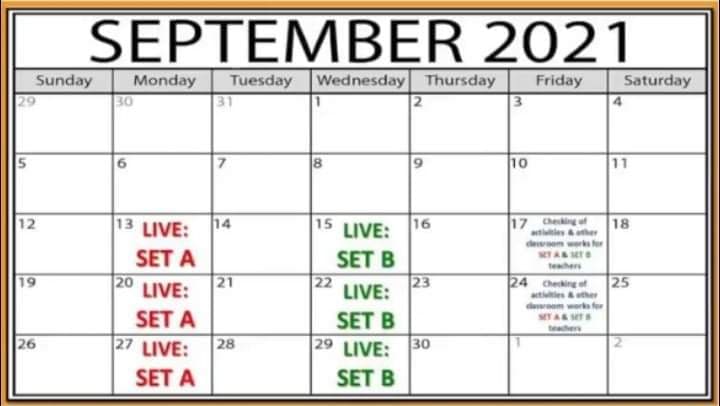 SEPTEMBER 2021
Sunday Monday Tuesday Wednesday Thursday Friday Saturday
29 30 31 1 2 3 4
5 6 7 8 9 10 11
12 13 LIVE: SET A 14 15 LIVE: SET B 16 17 Checking of activities & other classroom works for SET A & SET B teachers 18
19 20 LIVE: SET A 21 22 LIVE: SET B 23 24 Checking of activities & other classroom works for SET A & SET B teachers 25
26 27 LIVE: SET A 28 29 LIVE: SET B 30 1 2